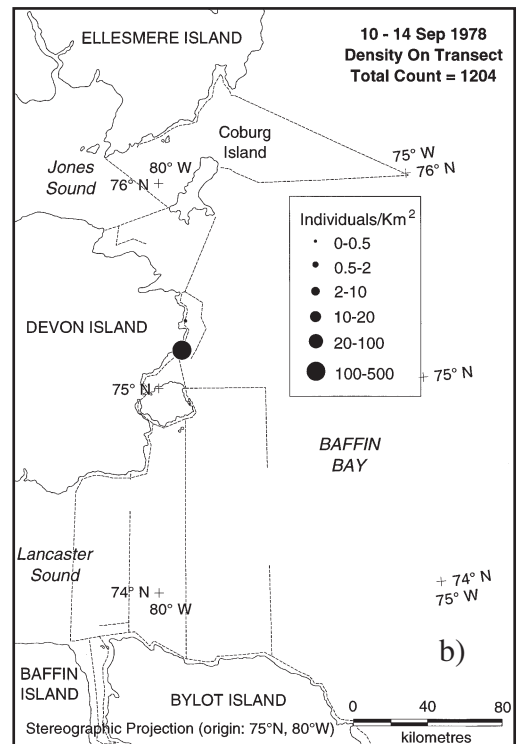 ELLESMERE ISLAND
10 - 14 Sep 1978
Density On Transect
Total Count = 1204
Coburg
Island
Jones
Sound
80° W
76° N
75° W
76° N
Individuals/Km2
0-0.5
0.5-2
2-10
10-20
20-100
100-500
DEVON ISLAND
75° N
75° N
BAFFIN
BAY
Lancaster
Sound
74° N
80° W
74° N
75° W
b)
BAFFIN
ISLAND
BYLOT ISLAND
0 40 80
kilometres
Stereographic Projection (origin: 75°N, 80°W)